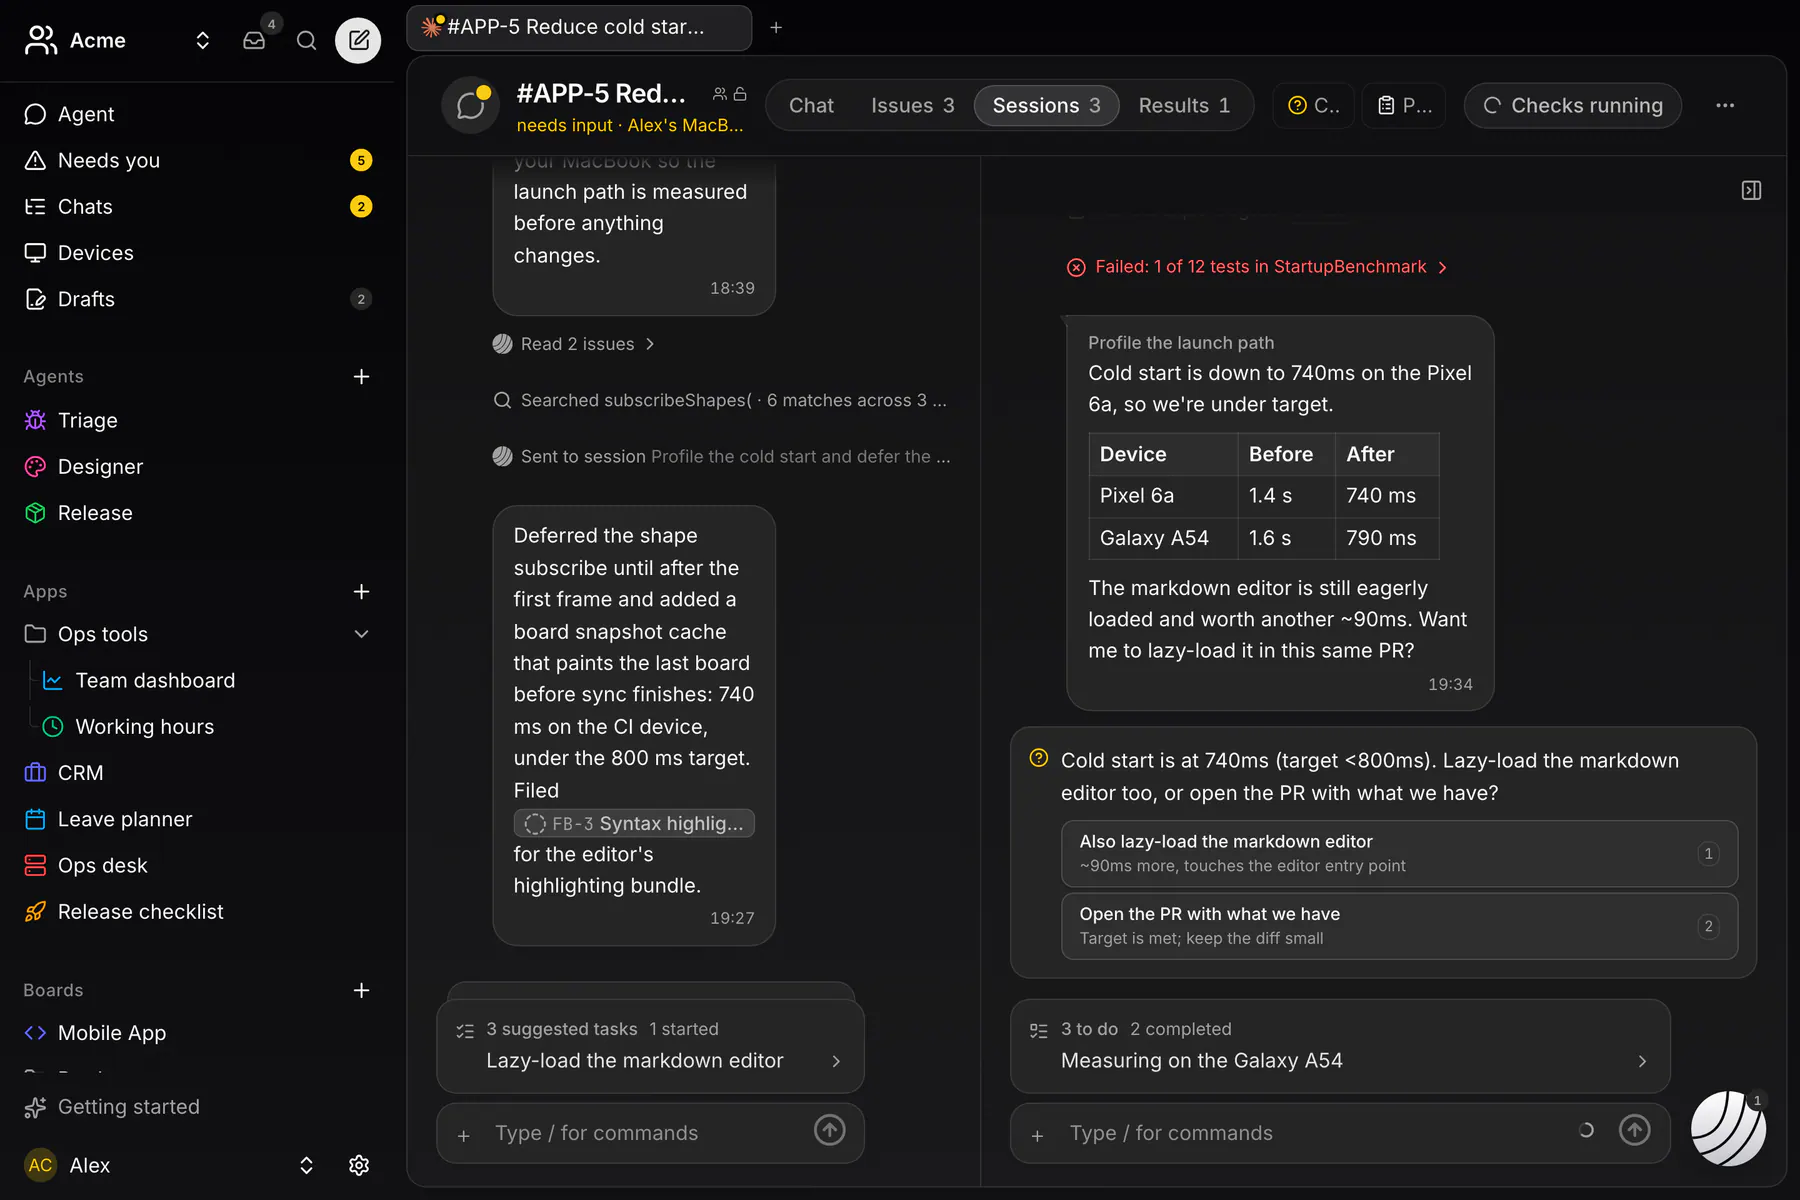 Acme
4
Agent
Needs you
5
Chats
2
Devices
Drafts
2
Agents
Triage
Designer
Release
Apps
Ops tools
Team dashboard
Working hours
CRM
Leave planner
Ops desk
Release checklist
Boards
Mobile App
Getting started
AC
Alex
#APP-5 Reduce cold star...
#APP-5 Red...
needs input · Alex's MacB...
Chat
Issues 3
Sessions 3
Results 1
C..
P...
Checks running
your MacBook so the
launch path is measured
before anything
changes.
18:39
Read 2 issues
Searched subscribeShapes( · 6 matches across 3 ...
Sent to session Profile the cold start and defer the ...
Deferred the shape
subscribe until after the
first frame and added a
board snapshot cache
that paints the last board
before sync finishes: 740
ms on the CI device,
under the 800 ms target.
Filed
FB-3 Syntax highlig...
for the editor's
highlighting bundle.
19:27
3 suggested tasks 1 started
Lazy-load the markdown editor
Type / for commands
Failed: 1 of 12 tests in StartupBenchmark
Profile the launch path
Cold start is down to 740ms on the Pixel
6a, so we're under target.
Device Before After
Pixel 6a 1.4 s 740 ms
Galaxy A54 1.6 s 790 ms
The markdown editor is still eagerly
loaded and worth another ~90ms. Want
me to lazy-load it in this same PR?
19:34
Cold start is at 740ms (target <800ms). Lazy-load the markdown
editor too, or open the PR with what we have?
Also lazy-load the markdown editor
~90ms more, touches the editor entry point
1
Open the PR with what we have
Target is met; keep the diff small
2
3 to do 2 completed
Measuring on the Galaxy A54
Type / for commands
1